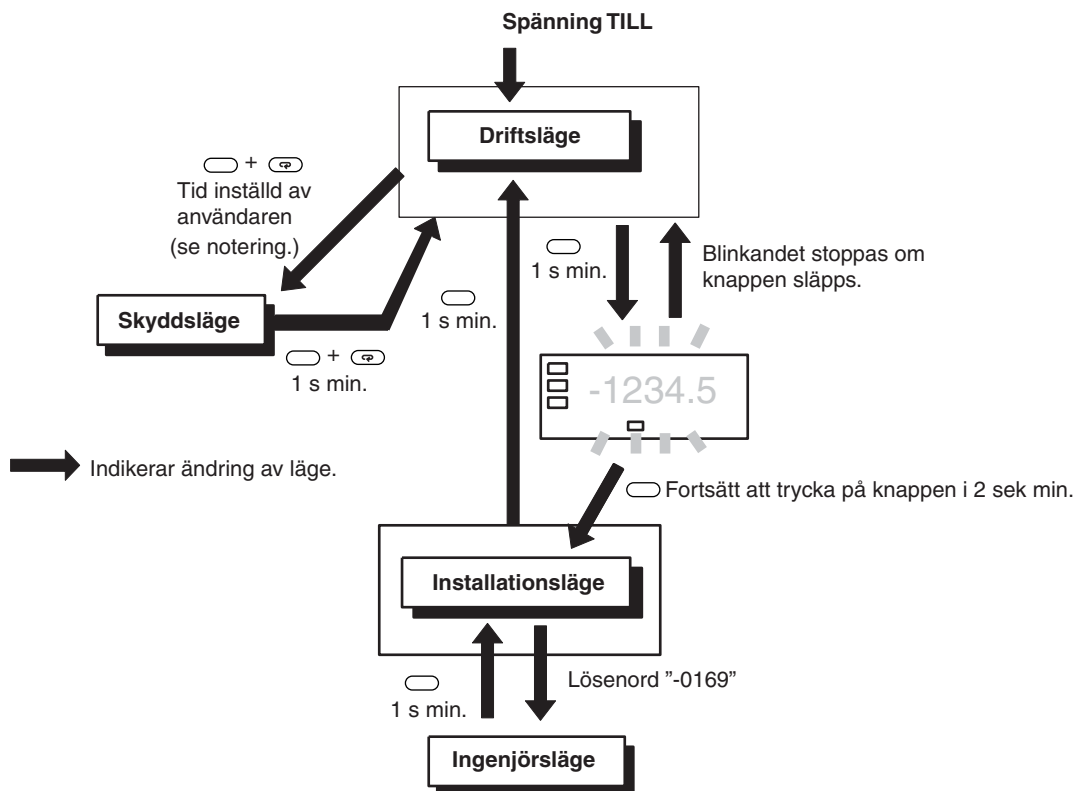 Spänning TILL
Driftsläge
+
Tid inställd av
användaren
(se notering.)
1 s min.
Blinkandet stoppas om
knappen släpps.
1 s min.
Skyddsläge
+
1 s min.
-1234.5
Indikerar ändring av läge.
Fortsätt att trycka på knappen i 2 sek min.
Installationsläge
Lösenord ”-0169”
1 s min.
Ingenjörsläge